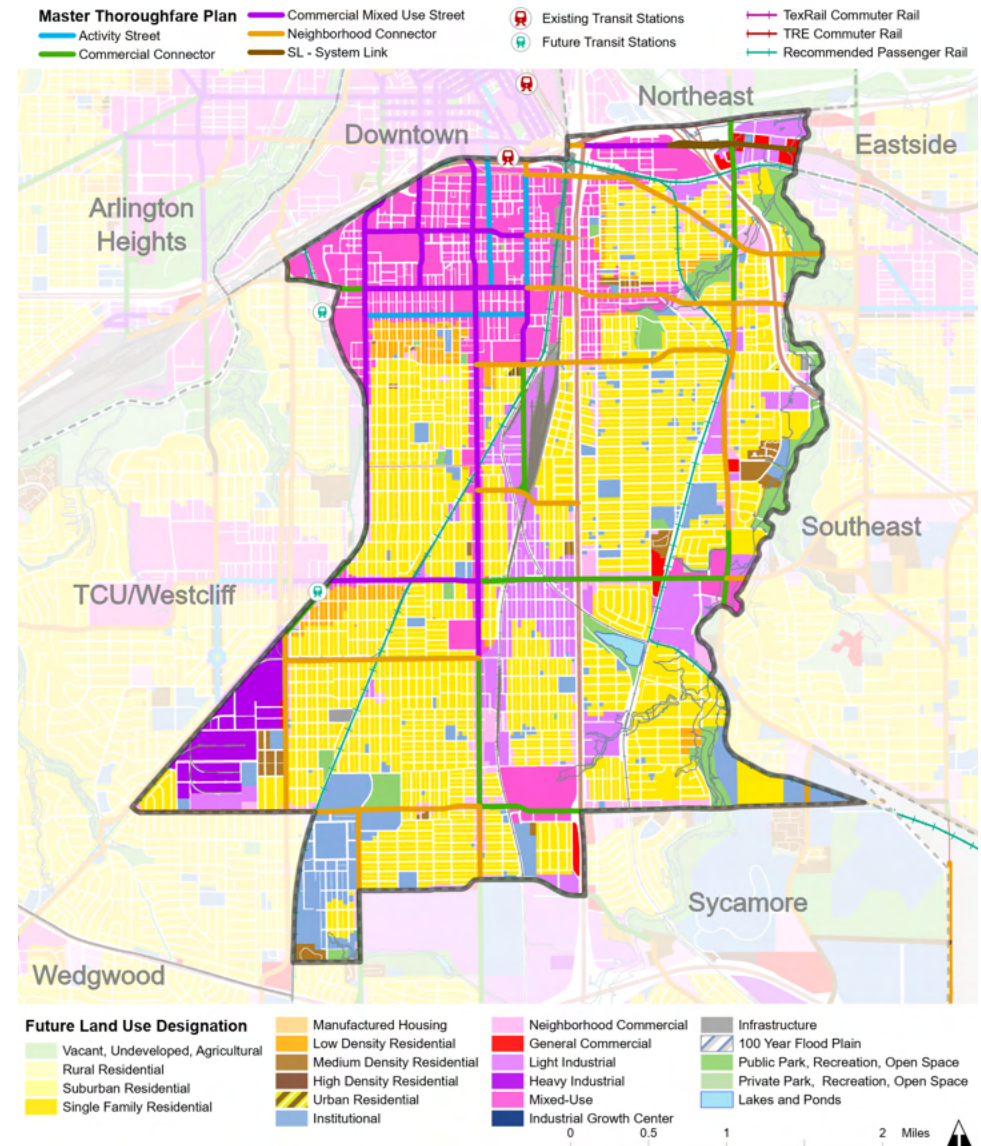 Master Thoroughfare Plan
Activity Street
Commercial Connector
Commercial Mixed Use Street
Neighborhood Connector
SL - System Link
Existing Transit Stations
Future Transit Stations
TexRail Commuter Rail
TRE Commuter Rail
Recommended Passenger Rail
Northeast
Downtown
Eastside
Arlington
Heights
Southeast
TCU/Westcliff
Sycamore
Wedgwood
Future Land Use Designation
Vacant, Undeveloped, Agricultural
Rural Residential
Suburban Residential
Single Family Residential
Manufactured Housing
Low Density Residential
Medium Density Residential
High Density Residential
Urban Residential
Institutional
Neighborhood Commercial
General Commercial
Light Industrial
Heavy Industrial
Mixed-Use
Industrial Growth Center
Infrastructure
100 Year Flood Plain
Public Park, Recreation, Open Space
Private Park, Recreation, Open Space
Lakes and Ponds
0 0.5 1 2 Miles